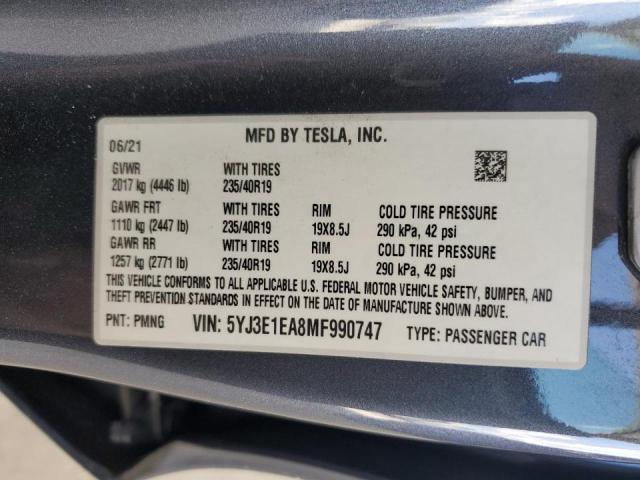 MFD BY TESLA, INC.
06/21
GVWR WITH TIRES
2017 kg (4446 lb) 235/40R19
GAWR FRT WITH TIRES RIM COLD TIRE PRESSURE
1110 kg (2447 lb) 235/40R19 19X8.5J 290 kPa, 42 psi
GAWR RR WITH TIRES RIM COLD TIRE PRESSURE
1257 kg (2771 lb) 235/40R19 19X8.5J 290 kPa, 42 psi
THIS VEHICLE CONFORMS TO ALL APPLICABLE U.S. FEDERAL MOTOR VEHICLE SAFETY, BUMPER, AND
THEFT PREVENTION STANDARDS IN EFFECT ON THE DATE OF MANUFACTURE SHOWN ABOVE.
PNT: PMNG VIN: 5YJ3E1EA8MF990747 TYPE: PASSENGER CAR